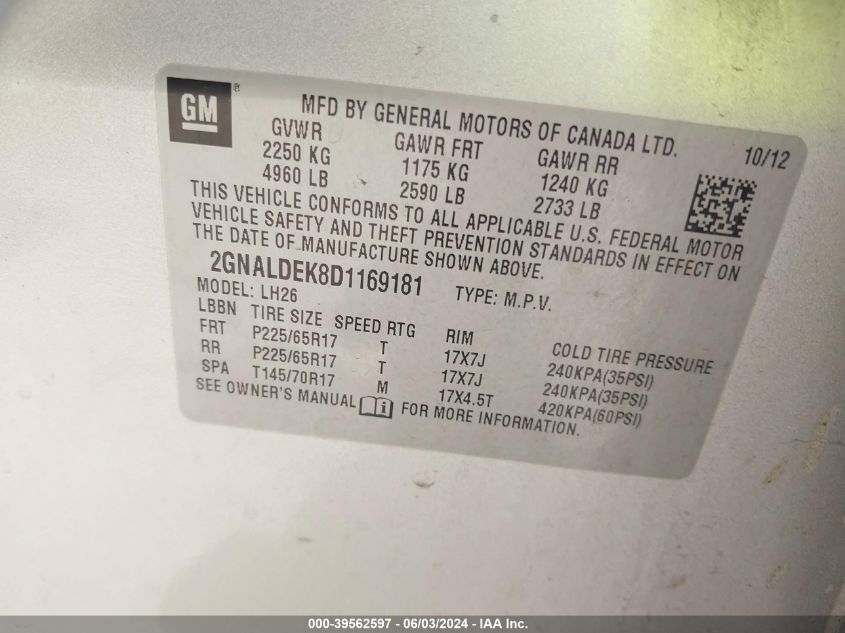 GM ® MFD BY GENERAL MOTORS OF CANADA LTD. 10/12
GVWR GAWR FRT GAWR RR
2250 KG 1175 KG 1240 KG
4960 LB 2590 LB 2733 LB
THIS VEHICLE CONFORMS TO ALL APPLICABLE U.S. FEDERAL MOTOR
VEHICLE SAFETY AND THEFT PREVENTION STANDARDS IN EFFECT ON
THE DATE OF MANUFACTURE SHOWN ABOVE.
2GNALDEK8D1169181 TYPE: M.P.V.
MODEL: LH26
LBBN TIRE SIZE SPEED RTG RIM COLD TIRE PRESSURE
FRT P225/65R17 T 17X7J 240KPA(35PSI)
RR P225/65R17 T 17X7J 240KPA(35PSI)
SPA T145/70R17 M 17X4.5T 420KPA(60PSI)
SEE OWNER'S MANUAL i FOR MORE INFORMATION.
000-39562597 - 06/03/2024 - IAA Inc.